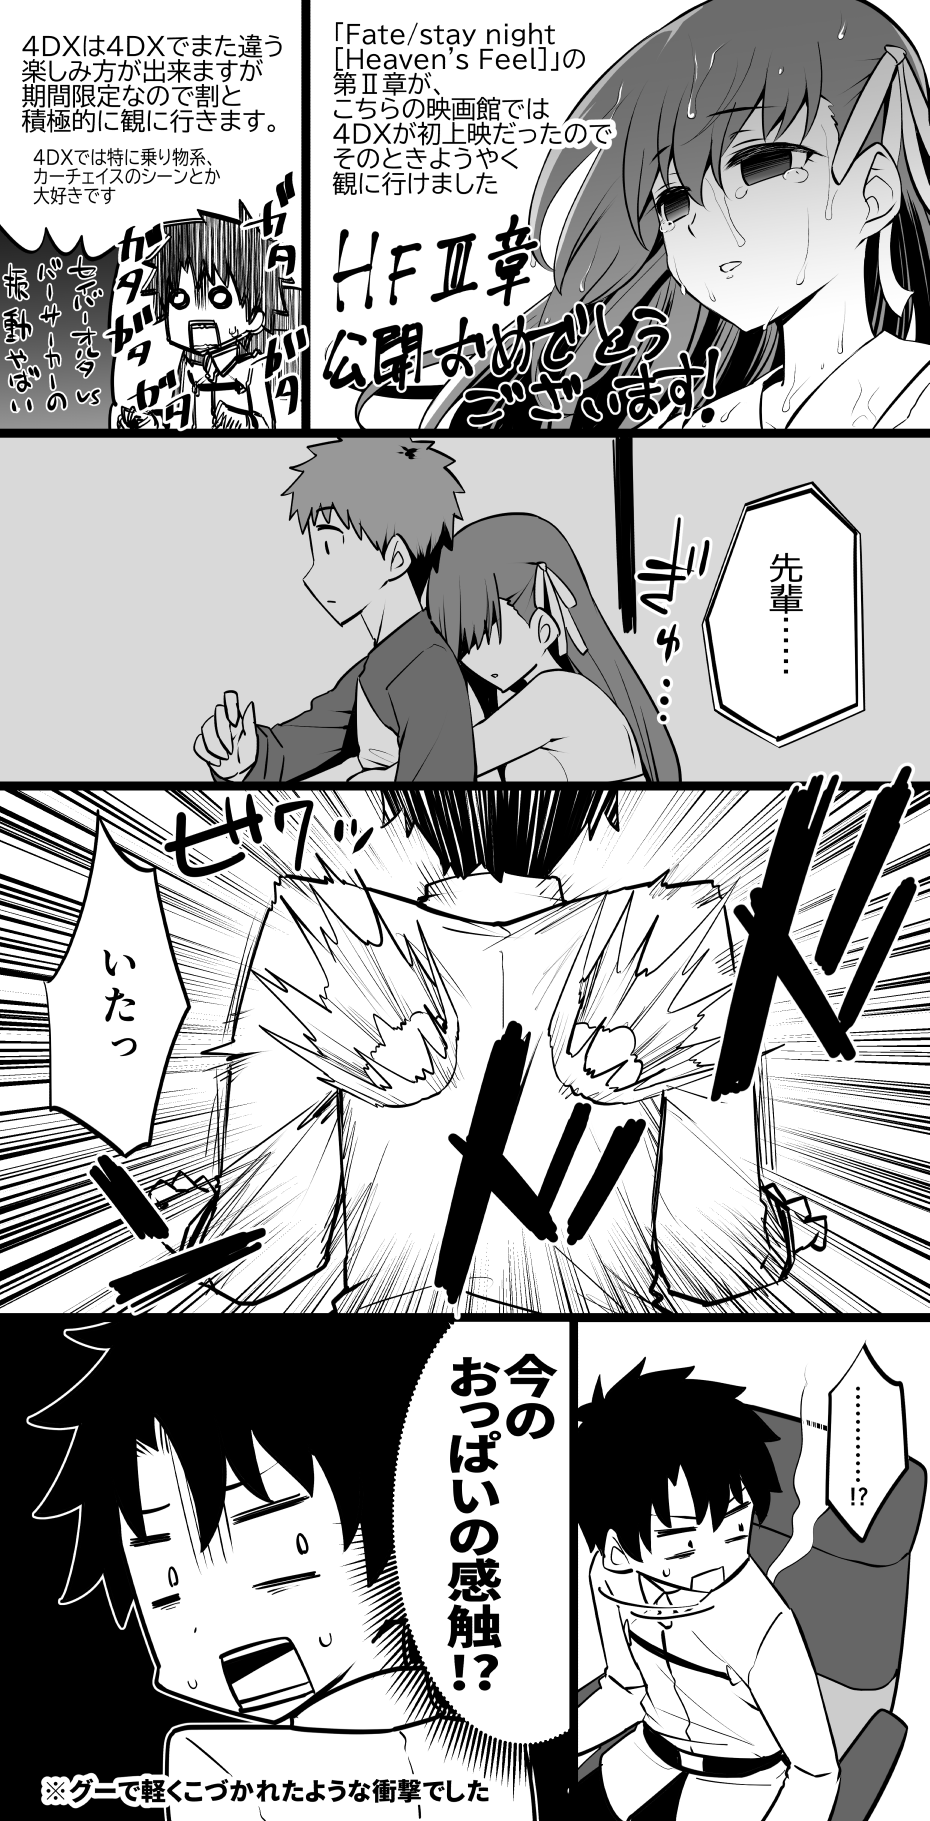 「Fate/stay night
[Heaven's Feel]」の
第Ⅱ章が、
こちらの映画館では
4DXが初上映だったので
そのときようやく
観に行けました
HFⅢ章
公開おめでとう
ございます!
4DXは4DXでまた違う
楽しみ方が出来ますが
期間限定なので割と
積極的に観に行きます。
4DXでは特に乗り物系、
カーチェイスのシーンとか
大好きです
ガタ
ガタ
ガタ
ガタ
ガタ
セイバーオルタvs
バーサーカーの
振動やばい
先輩……
ぎゅ…
ゼクッ
いたっ
ドドド
…………!?
今の
おっぱいの感触!?
※グーで軽くこづかれたような衝撃でした